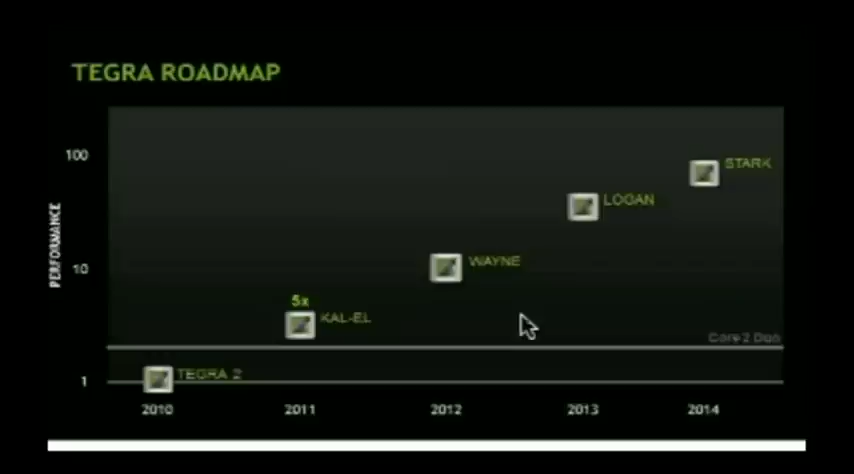 TEGRA ROADMAP
100
STARK
LOGAN
PERFORMANCE
10
WAYNE
5x
KAL-EL
Core 2 Duo
1
TEGRA 2
2010
2011
2012
2013
2014